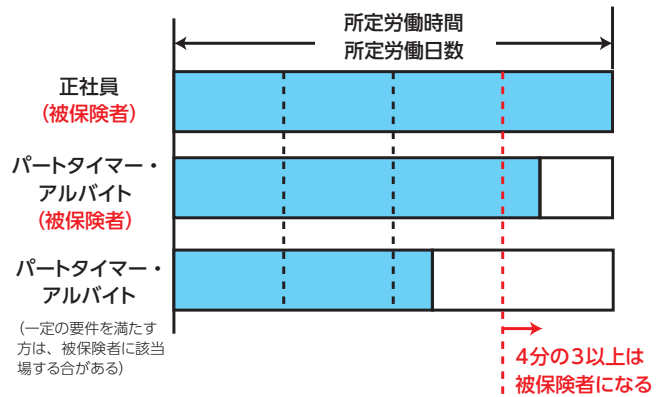 所定労働時間
所定労働日数
正社員
(被保険者)
パートタイマー・
アルバイト
(被保険者)
パートタイマー・
アルバイト
(一定の要件を満たす
方は、被保険者に該当
場する合がある)
4分の3以上は
被保険者になる